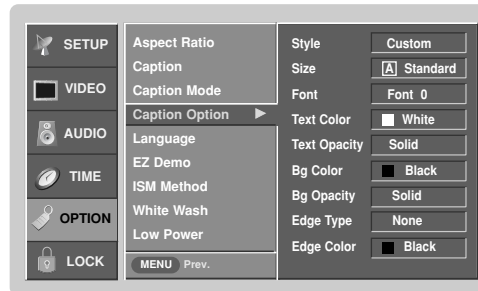 SETUP
VIDEO
AUDIO
TIME
OPTION
LOCK
Aspect Ratio
Caption
Caption Mode
Caption Option
Language
EZ Demo
ISM Method
White Wash
Low Power
MENU Prev.
Style Custom
Size A Standard
Font Font 0
Text Color White
Text Opacity Solid
Bg Color Black
Bg Opacity Solid
Edge Type None
Edge Color Black